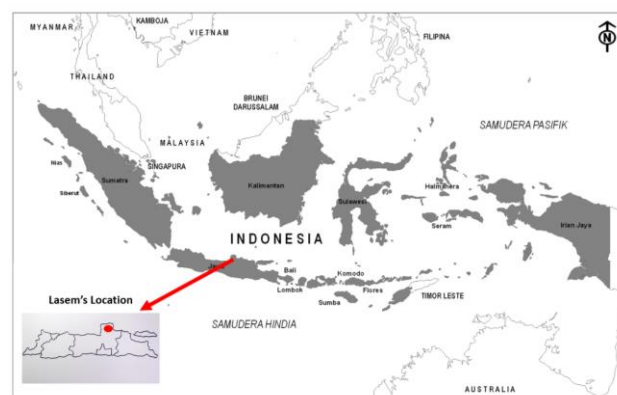 MYANMAR
KAMBOJA
VIETNAM
FILIPINA
N
THAILAND
BRUNEI
DARUSSALAM
SAMUDERA PASIFIK
MALAYSIA
SINGAPURA
Nias
Sumatra
Kalimantan
Halmahera
Siberut
Sulawesi
Seram
Irian Jaya
INDONESIA
Bali
Komodo
Lasem's Location
Lombok
Flores
Sumba
TIMOR LESTE
SAMUDERA HINDIA
AUSTRALIA